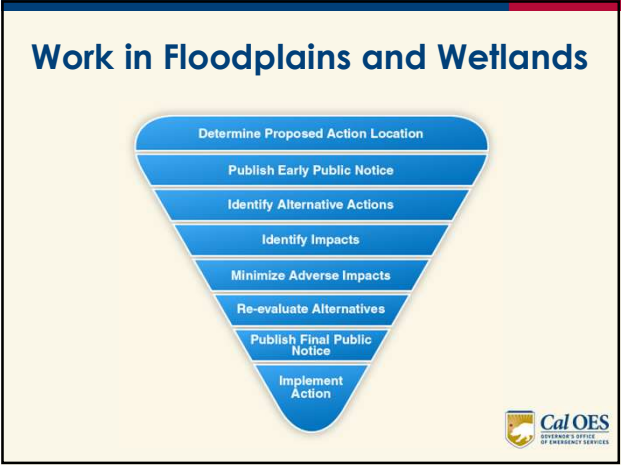 Work in Floodplains and Wetlands
Determine Proposed Action Location
Publish Early Public Notice
Identify Alternative Actions
Identify Impacts
Minimize Adverse Impacts
Re-evaluate Alternatives
Publish Final Public
Notice
Implement
Action
Cal OES
GOVERNOR'S OFFICE
OF EMERGENCY SERVICES